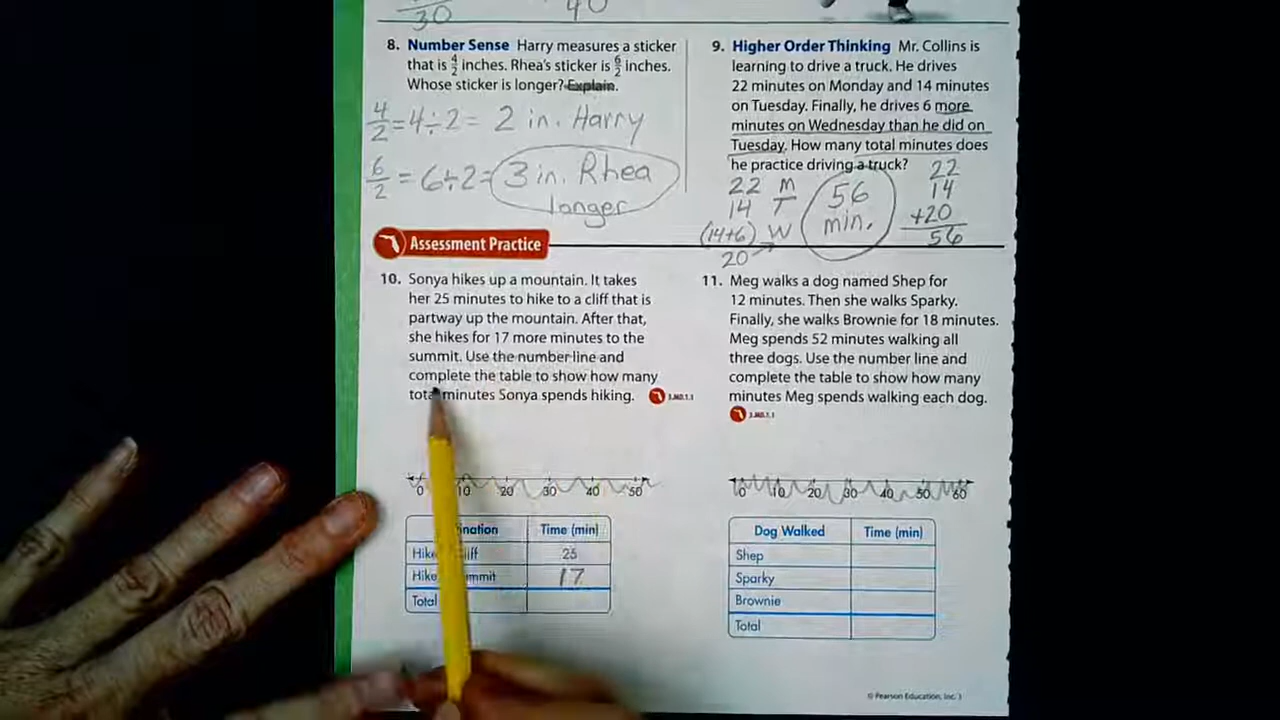 30
40
8. Number Sense Harry measures a sticker
that is 4/2 inches. Rhea's sticker is 6/2 inches.
Whose sticker is longer? Explain.
4/2 = 4 ÷ 2 = 2 in. Harry
6/2 = 6 ÷ 2 = 3 in. Rhea
longer
9. Higher Order Thinking Mr. Collins is
learning to drive a truck. He drives
22 minutes on Monday and 14 minutes
on Tuesday. Finally, he drives 6 more
minutes on Wednesday than he did on
Tuesday. How many total minutes does
he practice driving a truck?
22 M
14 T
(14+6) W
20
56
min.
22
14
+20
56
Assessment Practice
10. Sonya hikes up a mountain. It takes
her 25 minutes to hike to a cliff that is
partway up the mountain. After that,
she hikes for 17 more minutes to the
summit. Use the number line and
complete the table to show how many
total minutes Sonya spends hiking.
0 10 20 30 40 50
Time (min)
25
17
Total
11. Meg walks a dog named Shep for
12 minutes. Then she walks Sparky.
Finally, she walks Brownie for 18 minutes.
Meg spends 52 minutes walking all
three dogs. Use the number line and
complete the table to show how many
minutes Meg spends walking each dog.
0 10 20 30 40 50 60
Dog Walked Time (min)
Shep
Sparky
Brownie
Total
© Pearson Education, Inc. 3